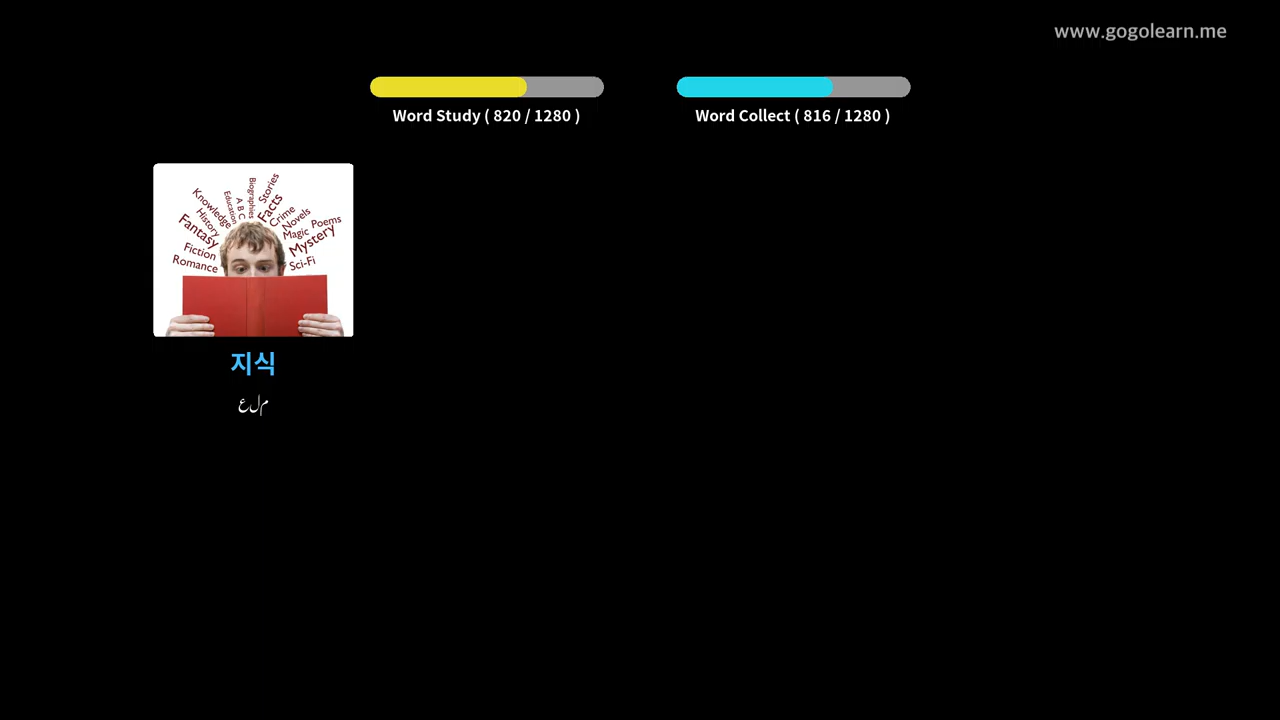 www.gogolearn.me
Word Study ( 820 / 1280 )
Word Collect ( 816 / 1280 )
Stories
Biographies
Facts
A B C
Education
Crime
Knowledge
Novels
History
Poems
Magic
Fantasy
Mystery
Fiction
Romance
Sci-Fi
지식
علم